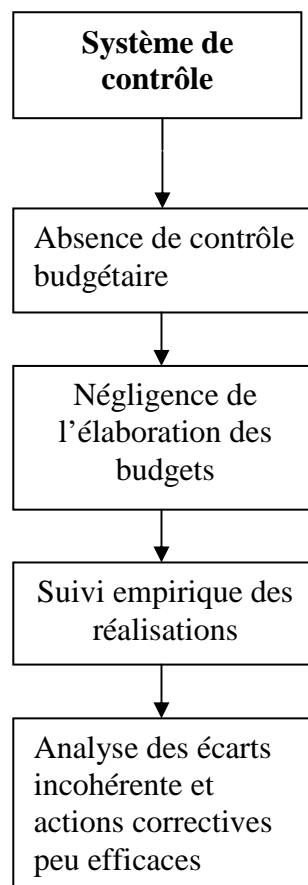 Système de
contrôle
Absence de contrôle
budgétaire
Négligence de
l’élaboration des
budgets
Suivi empirique des
réalisations
Analyse des écarts
incohérente et
actions correctives
peu efficaces